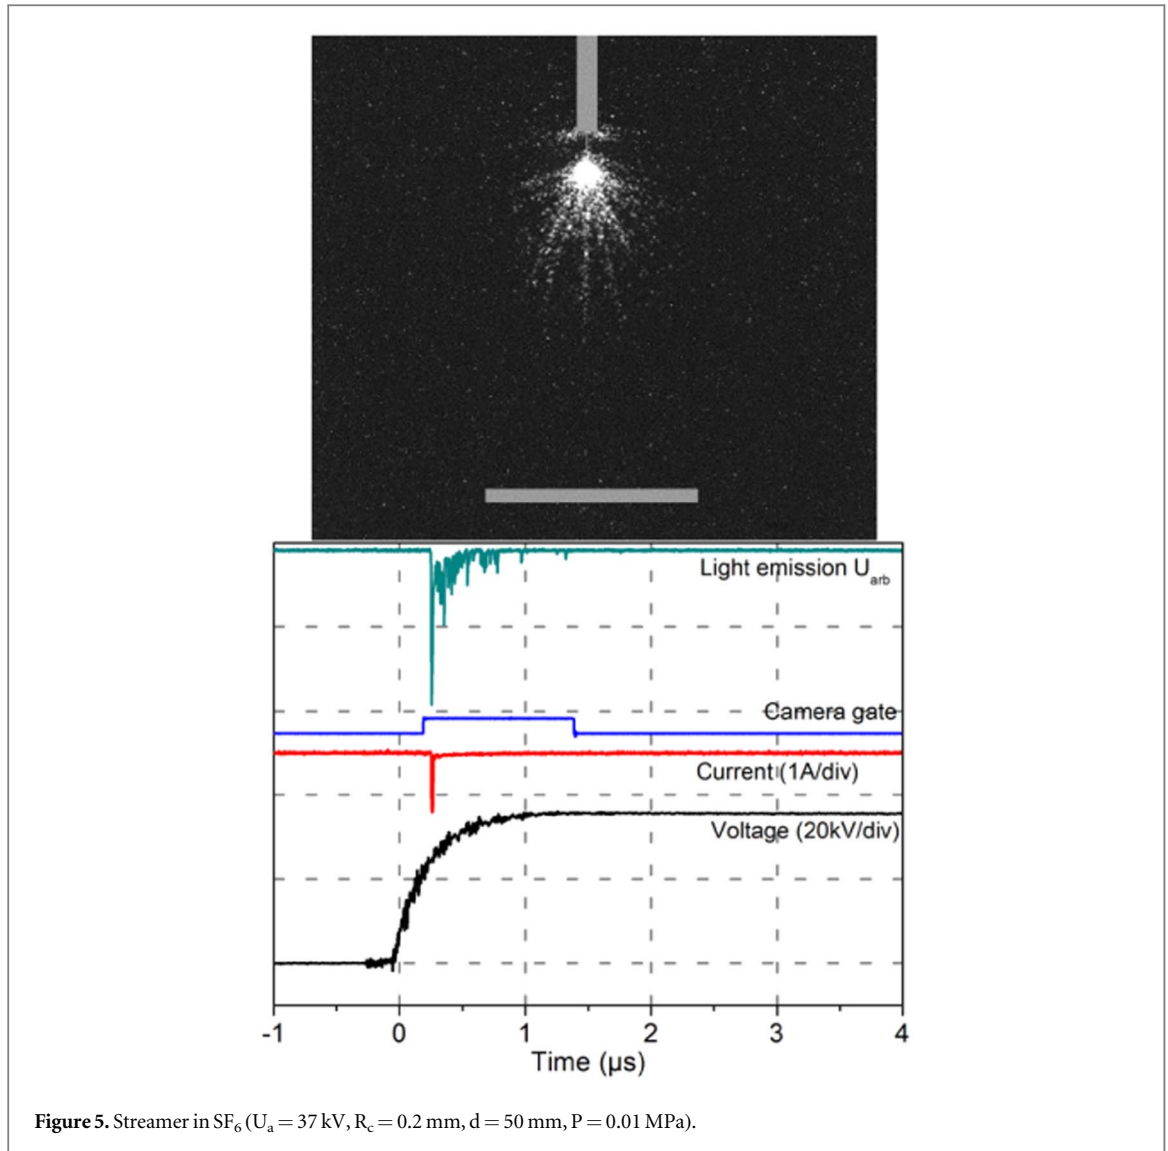 Light emission U_arb
Camera gate
Current (1A/div)
Voltage (20kV/div)
-1 0 1 2 3 4
Time (µs)
Figure 5. Streamer in SF₆ (Uₐ = 37 kV, R_c = 0.2 mm, d = 50 mm, P = 0.01 MPa).